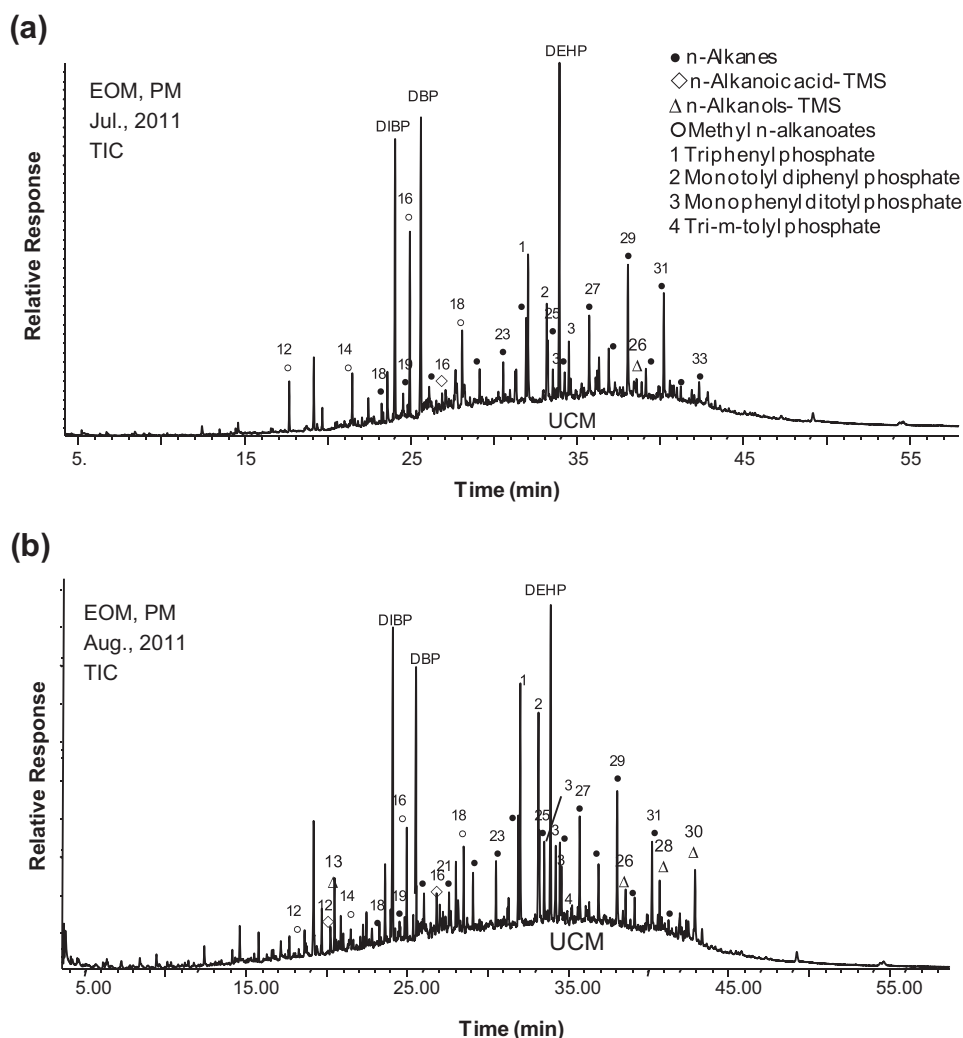 (a)
EOM, PM
Jul., 2011
TIC
DIBP
DBP
DEHP
● n-Alkanes
◇ n-Alkanoic acid-TMS
Δ n-Alkanols-TMS
○ Methyl n-alkanoates
1 Triphenyl phosphate
2 Monotolyl diphenyl phosphate
3 Monophenyl ditotyl phosphate
4 Tri-m-tolyl phosphate
12
14
18
19
16
16
18
23
1
2
25
3
3
27
29
26
31
33
UCM
Relative Response
5. 15 25 35 45 55
Time (min)
(b)
EOM, PM
Aug., 2011
TIC
DIBP
DBP
DEHP
12
12
13
14
18
19
16
16
21
18
23
1
2
25
3
3
3
4
27
29
26
31
28
30
UCM
Relative Response
5.00 15.00 25.00 35.00 45.00 55.00
Time (min)